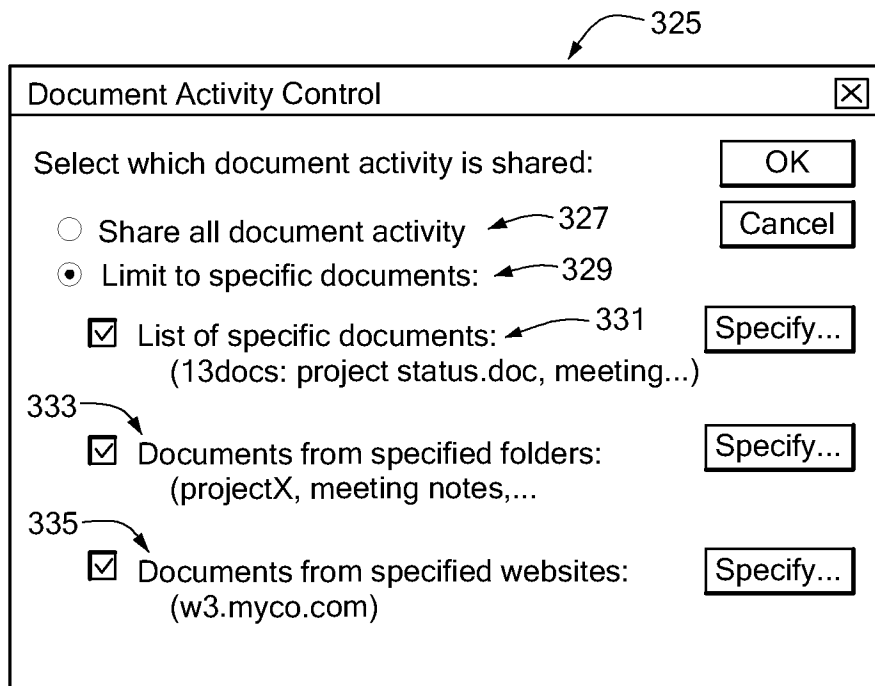 325
Document Activity Control
Select which document activity is shared:
OK
Share all document activity
327
Cancel
Limit to specific documents:
329
List of specific documents:
331
Specify...
(13docs: project status.doc, meeting...)
333
Documents from specified folders:
Specify...
(projectX, meeting notes,...
335
Documents from specified websites:
Specify...
(w3.myco.com)